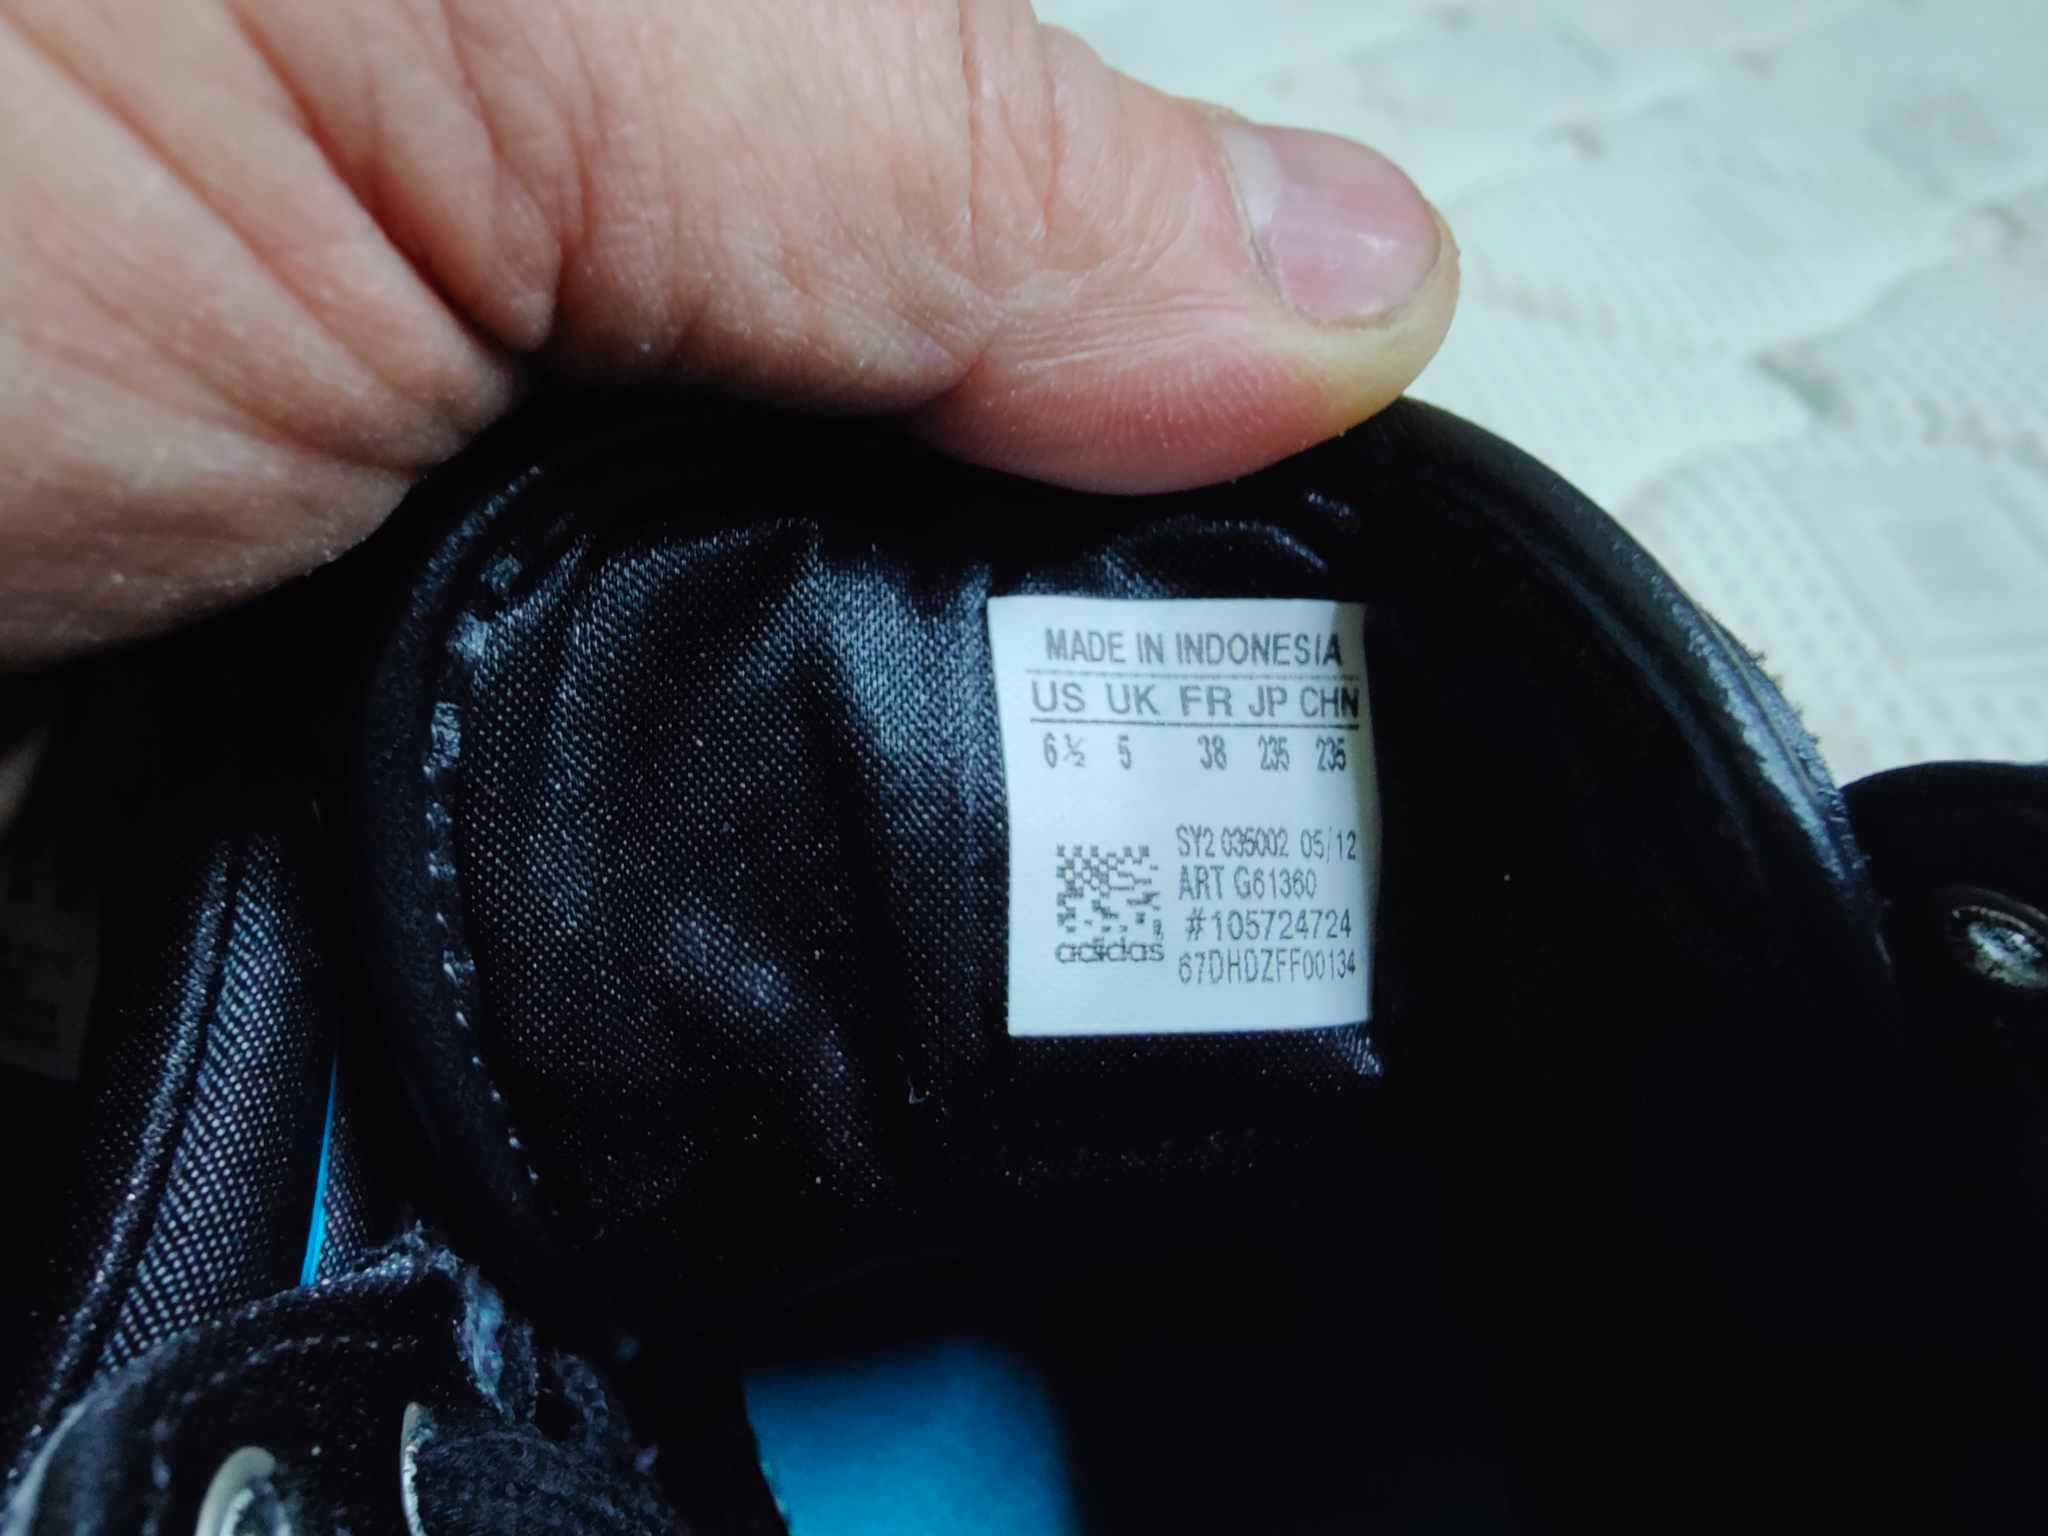 MADE IN INDONESIA
US UK FR JP CHN
6½ 5 38 235 235
SY2 035002 05/12
ART G61360
#105724724
adidas
67DHDZFF00134